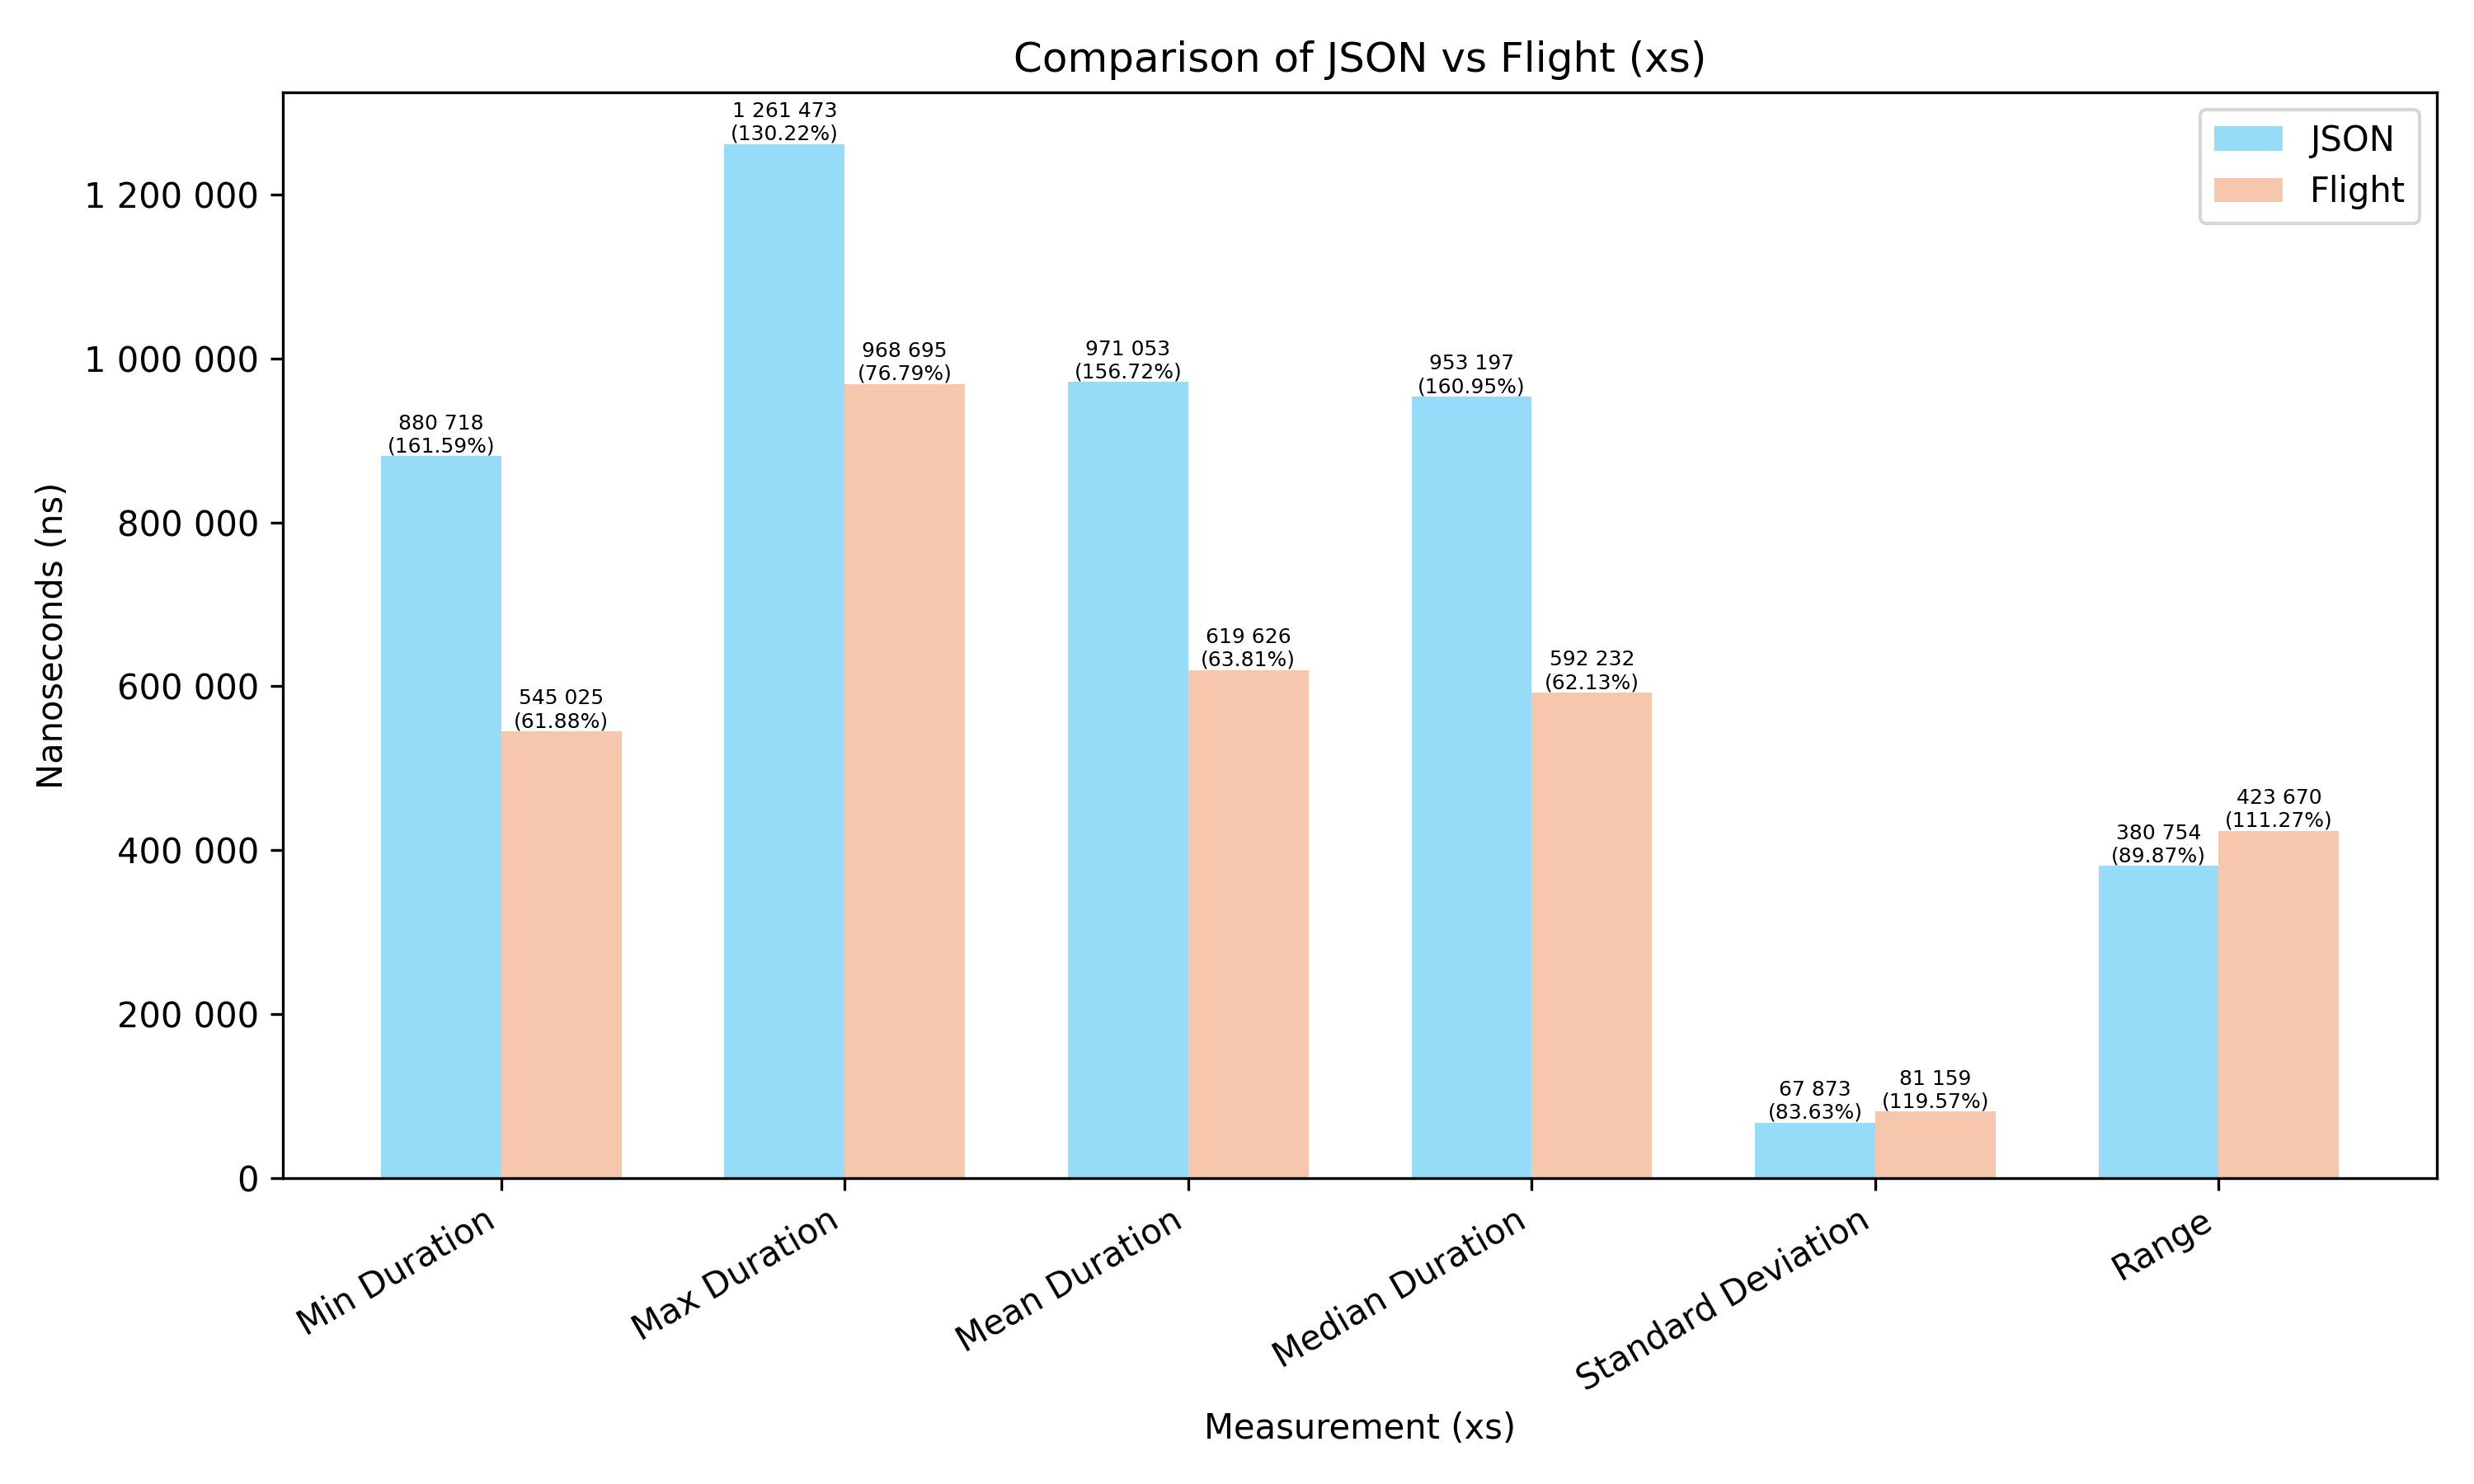 Comparison of JSON vs Flight (xs)
JSON
Flight
Nanoseconds (ns)
1 200 000
1 000 000
800 000
600 000
400 000
200 000
0
880 718
(161.59%)
545 025
(61.88%)
1 261 473
(130.22%)
968 695
(76.79%)
971 053
(156.72%)
619 626
(63.81%)
953 197
(160.95%)
592 232
(62.13%)
67 873
(83.63%)
81 159
(119.57%)
380 754
(89.87%)
423 670
(111.27%)
Min Duration
Max Duration
Mean Duration
Median Duration
Standard Deviation
Range
Measurement (xs)